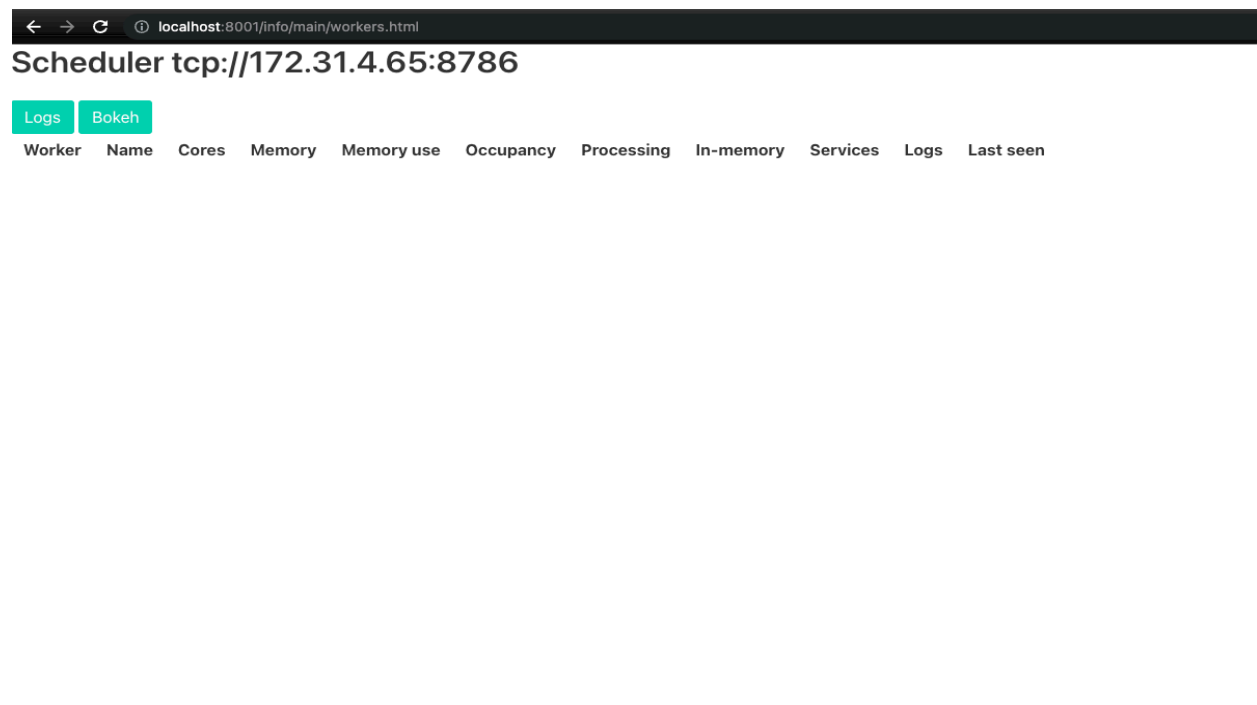 localhost:8001/info/main/workers.html
Scheduler tcp://172.31.4.65:8786
Logs Bokeh
Worker Name Cores Memory Memory use Occupancy Processing In-memory Services Logs Last seen